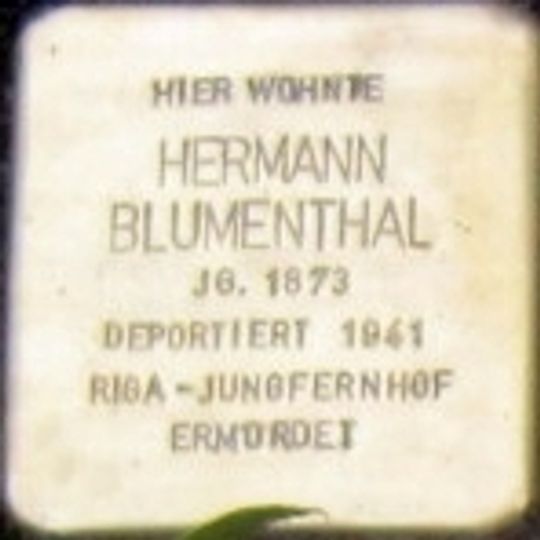 HIER WOHNTE
HERMANN
BLUMENTHAL
JG. 1873
DEPORTIERT 1941
RIGA-JUNGFERNHOF
ERMORDET